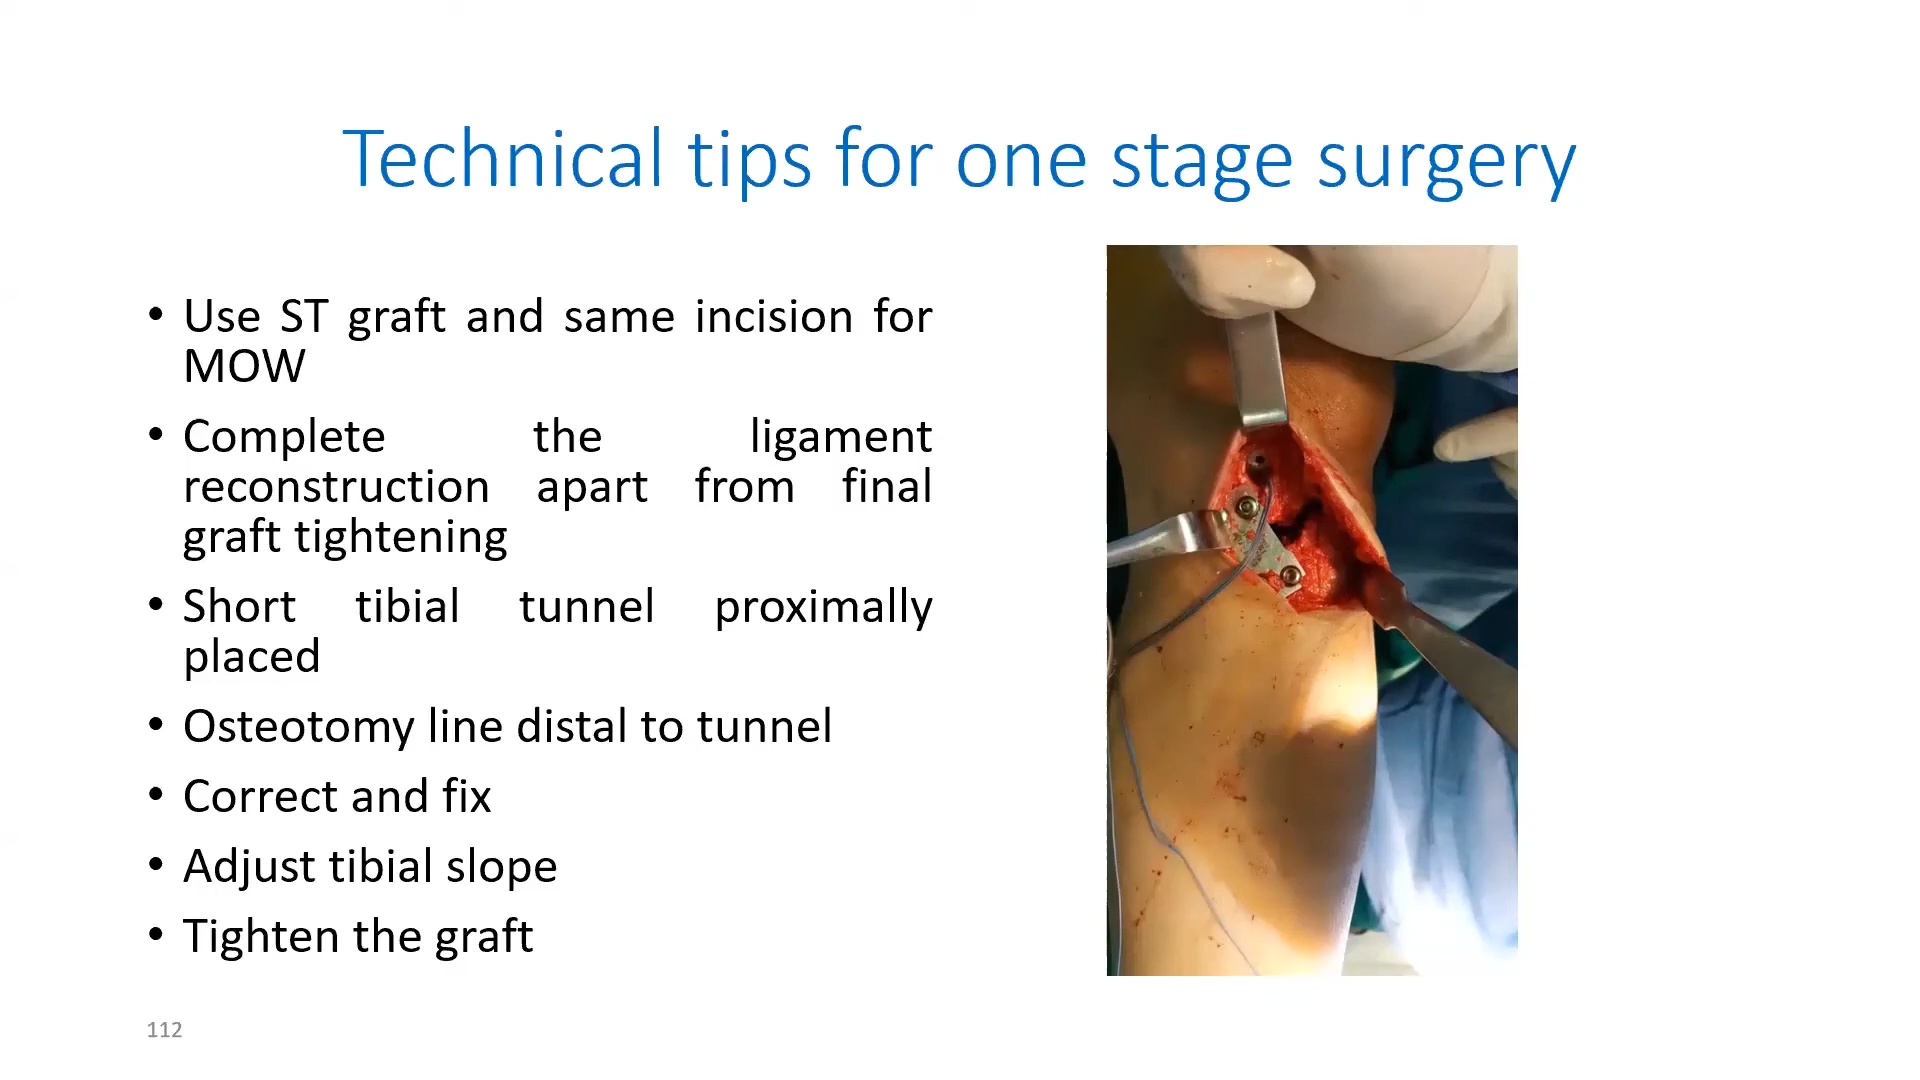 Technical tips for one stage surgery
• Use ST graft and same incision for
MOW
• Complete the ligament
reconstruction apart from final
graft tightening
• Short tibial tunnel proximally
placed
• Osteotomy line distal to tunnel
• Correct and fix
• Adjust tibial slope
• Tighten the graft
112